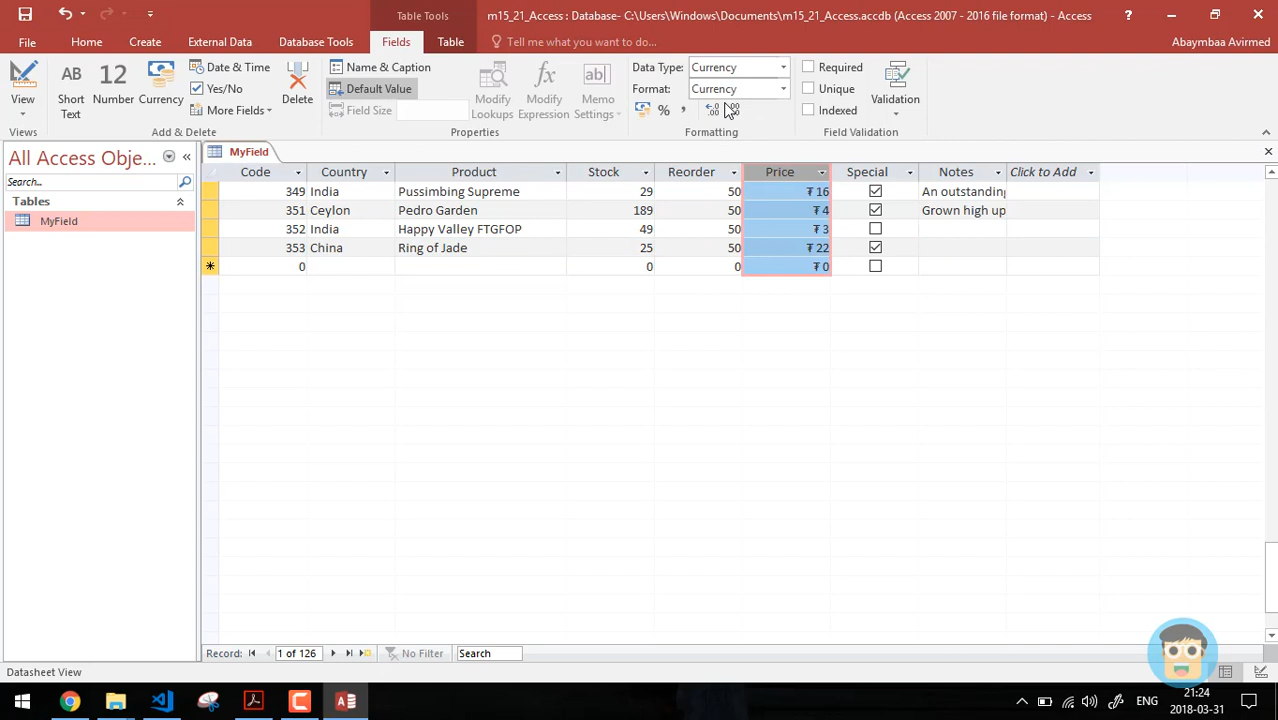 Table Tools
m15_21_Access : Database- C:\Users\Windows\Documents\m15_21_Access.accdb (Access 2007 - 2016 file format) - Access
File
Home
Create
External Data
Database Tools
Fields
Table
Tell me what you want to do...
Abaymbaa Avirmed
View
AB
Short Text
12
Number
Currency
Date & Time
Yes/No
More Fields
Delete
Name & Caption
Default Value
Field Size
Modify Lookups
fx
Modify Expression
ab
Memo Settings
Data Type: Currency
Format: Currency
% , .00 .00
Required
Unique
Indexed
Validation
Views
Add & Delete
Properties
Formatting
Field Validation
All Access Obje...
Search...
Tables
MyField
MyField
Code Country Product Stock Reorder Price Special Notes Click to Add
349 India Pussimbing Supreme 29 50 ₮ 16 An outstanding
351 Ceylon Pedro Garden 189 50 ₮ 4 Grown high up
352 India Happy Valley FTGFOP 49 50 ₮ 3
353 China Ring of Jade 25 50 ₮ 22
* 0 0 0 ₮ 0
Record: 1 of 126 No Filter Search
Datasheet View
ENG
21:24
2018-03-31